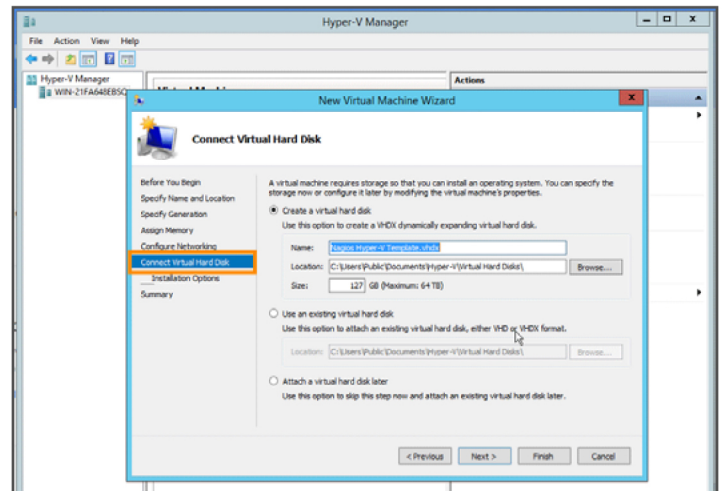 Hyper-V Manager
File Action View Help
Hyper-V Manager
WIN-21FA648EBSO
Actions
New Virtual Machine Wizard
Connect Virtual Hard Disk
Before You Begin
Specify Name and Location
Specify Generation
Assign Memory
Configure Networking
Connect Virtual Hard Disk
Installation Options
Summary
A virtual machine requires storage so that you can install an operating system. You can specify the
storage now or configure it later by modifying the virtual machine's properties.
Create a virtual hard disk
Use this option to create a VHDX dynamically expanding virtual hard disk.
Name: Nagios Hyper-V Template.vhdx
Location: C:\Users\Public\Documents\Hyper-V\Virtual Hard Disks\ Browse...
Size: 127 GB (Maximum: 64 TB)
Use an existing virtual hard disk
Use this option to attach an existing virtual hard disk, either VHD or VHDX format.
Location: C:\Users\Public\Documents\Hyper-V\Virtual Hard Disks\ Browse...
Attach a virtual hard disk later
Use this option to skip this step now and attach an existing virtual hard disk later.
< Previous Next > Finish Cancel